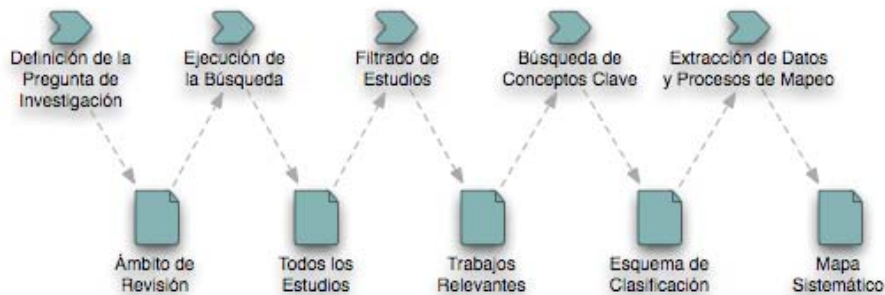 Definición de la
Pregunta de
Investigación
Ejecución de
la Búsqueda
Filtrado de
Estudios
Búsqueda de
Conceptos Clave
Extracción de Datos
y Procesos de Mapeo
Ámbito de
Revisión
Todos los
Estudios
Trabajos
Relevantes
Esquema de
Clasificación
Mapa
Sistemático